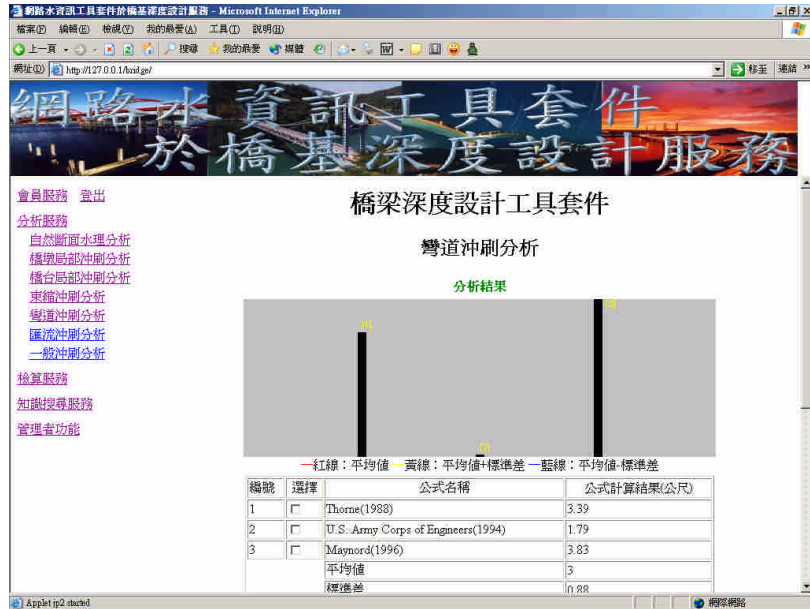 網路水資訊工具套件於橋基深度設計服務 - Microsoft Internet Explorer
檔案(F) 編輯(E) 檢視(V) 我的最愛(A) 工具(T) 說明(H)
上一頁 搜尋 我的最愛 媒體
網址(D) http://127.0.0.1/bridge/ 移至 連結 »
網路水資訊工具套件
於橋基深度設計服務
會員服務 登出
分析服務
自然斷面水理分析
橋墩局部沖刷分析
橋台局部沖刷分析
束縮沖刷分析
彎道沖刷分析
匯流沖刷分析
一般沖刷分析
檢算服務
知識搜尋服務
管理者功能
橋梁深度設計工具套件
彎道沖刷分析
分析結果
[1]
[2]
[3]
一紅線：平均值 一黃線：平均值+標準差 一藍線：平均值-標準差
編號 選擇 公式名稱 公式計算結果(公尺)
1 Thorne(1988) 3.39
2 U.S. Army Corps of Engineers(1994) 1.79
3 Maynord(1996) 3.83
平均值 3
標準差 0.88
Applet jp2 started 網際網路